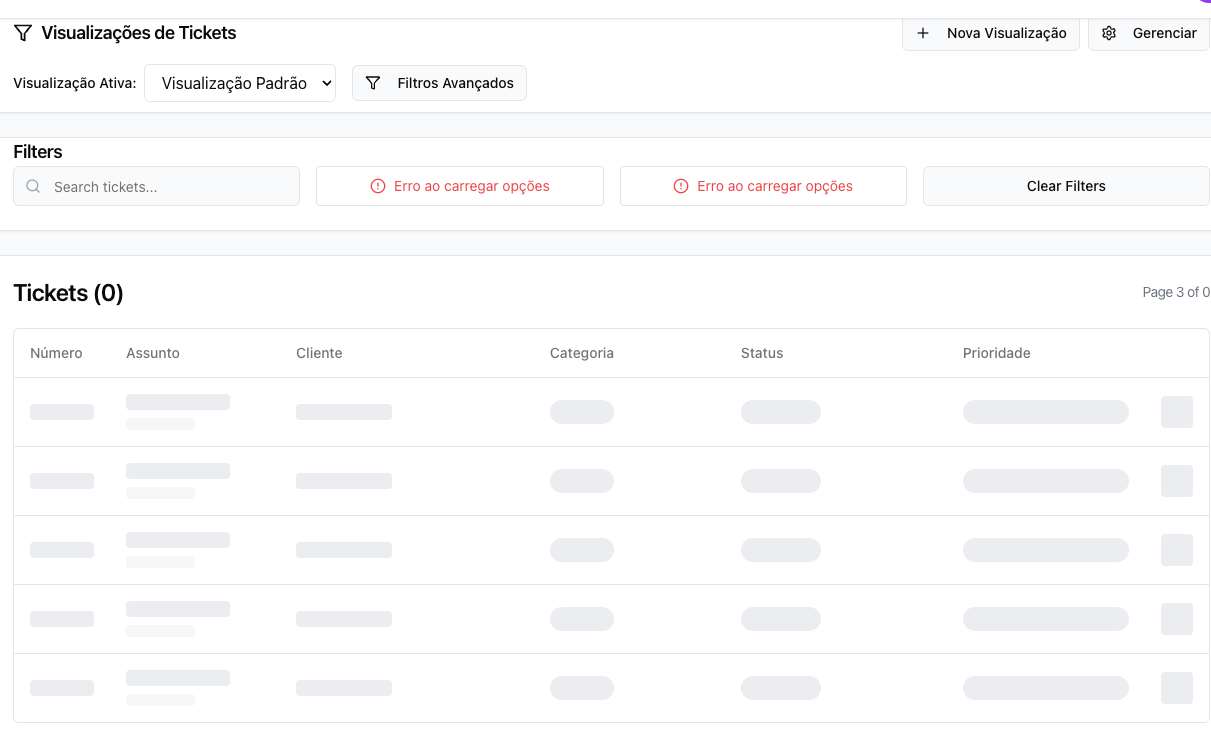 Visualizações de Tickets
Nova Visualização
Gerenciar
Visualização Ativa:
Visualização Padrão
Filtros Avançados
Filters
Search tickets...
Erro ao carregar opções
Erro ao carregar opções
Clear Filters
Tickets (0)
Page 3 of 0
Número Assunto Cliente Categoria Status Prioridade